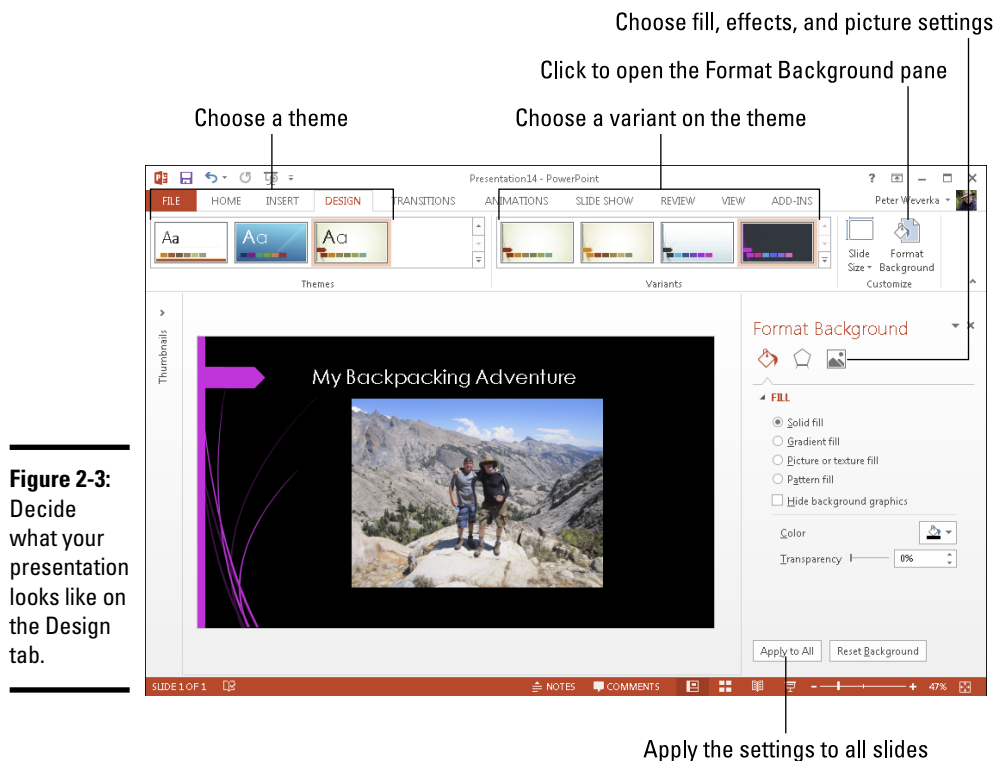 Choose fill, effects, and picture settings
Click to open the Format Background pane
Choose a theme
Choose a variant on the theme
Presentation14 - PowerPoint
?
FILE HOME INSERT DESIGN TRANSITIONS ANIMATIONS SLIDE SHOW REVIEW VIEW ADD-INS Peter Weverka
Aa Aa Aa
Slide Size
Format Background
Themes
Variants
Customize
Thumbnails
Format Background
My Backpacking Adventure
FILL
Solid fill
Gradient fill
Picture or texture fill
Pattern fill
Hide background graphics
Color
Transparency 0%
Figure 2-3:
Decide
what your
presentation
looks like on
the Design
tab.
Apply to All Reset Background
SLIDE 1 OF 1 NOTES COMMENTS 47%
Apply the settings to all slides